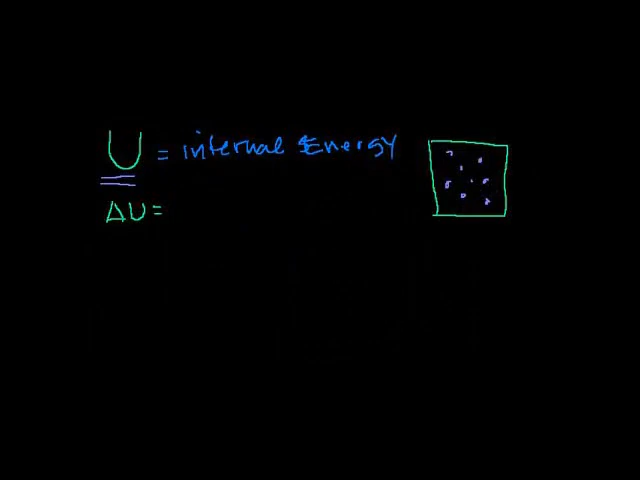 U = internal Energy
ΔU =